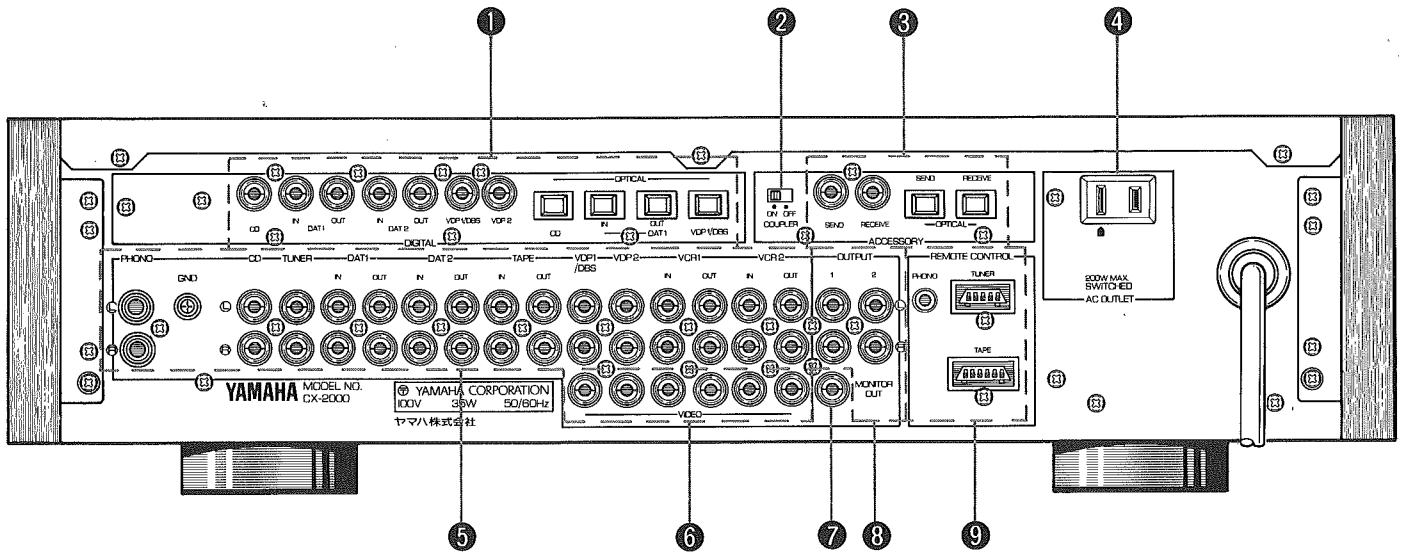 1 2 3 4
OPTICAL
SEND RECEIVE
CD IN OUT IN OUT VDP1/DBS VDP 2
DAT1 DAT 2
CD IN OUT VDP1/DBS
DAT1
DIGITAL
ON OFF
COUPLER
SEND RECEIVE OPTICAL
ACCESSORY
PHONO CD TUNER DAT1 DAT 2 TAPE VDP1 /DBS VDP 2 VCR1 VCR 2 OUTPUT
GND IN OUT IN OUT IN OUT IN OUT IN OUT 1 2
L L L
R R R
REMOTE CONTROL
PHONO TUNER
TAPE
200W MAX.
SWITCHED
AC OUTLET
YAMAHA MODEL NO.
CX-2000
YAMAHA CORPORATION
100V 35W 50/60Hz
ヤマハ株式会社
VIDEO
MONITOR
OUT
5 6 7 8 9